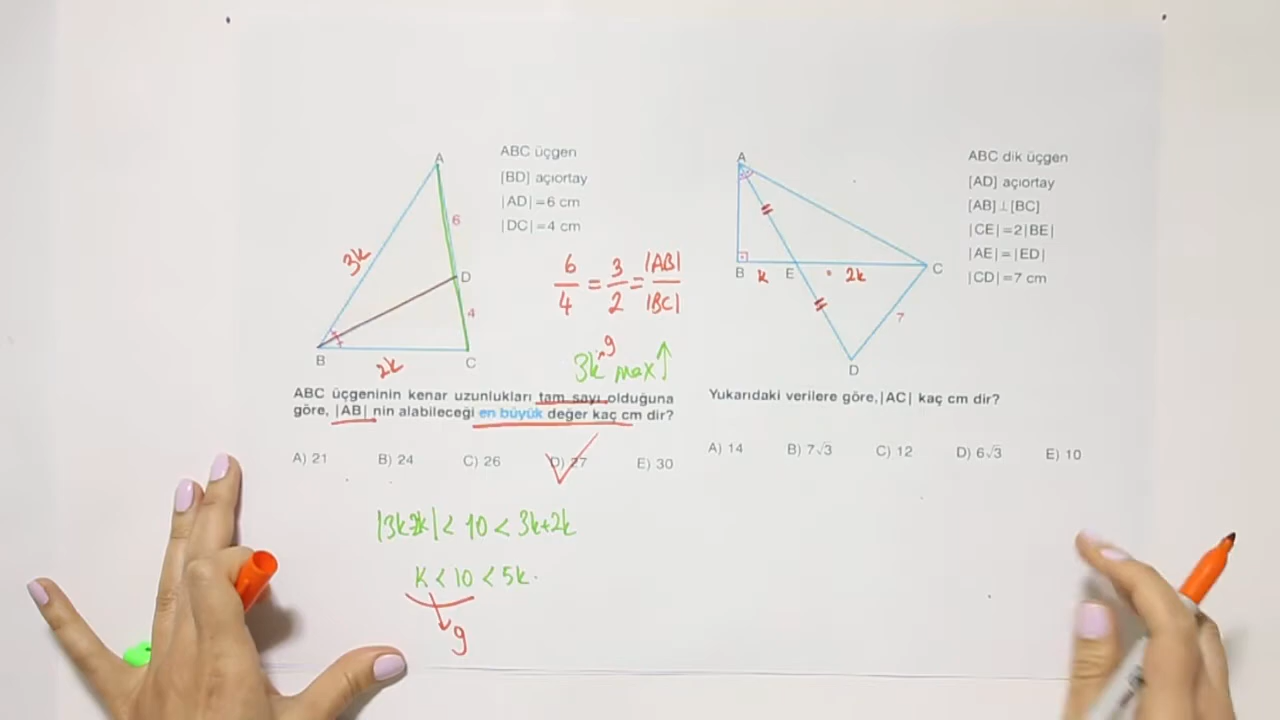 A
6
D
3k
4
B
2k
C
ABC üçgen
[BD] açıortay
|AD|=6 cm
|DC|=4 cm
6/4 = 3/2 = |AB|/|BC|
9
3k max ↑
ABC üçgeninin kenar uzunlukları tam sayı olduğuna
göre, |AB| nin alabileceği en büyük değer kaç cm dir?
A) 21 B) 24 C) 26 D) 27 E) 30
|3k-2k| < 10 < 3k+2k
k < 10 < 5k
9
A
B k E 2k C
7
D
ABC dik üçgen
[AD] açıortay
[AB]⊥[BC]
|CE|=2|BE|
|AE|=|ED|
|CD|=7 cm
Yukarıdaki verilere göre,|AC| kaç cm dir?
A) 14 B) 7√3 C) 12 D) 6√3 E) 10